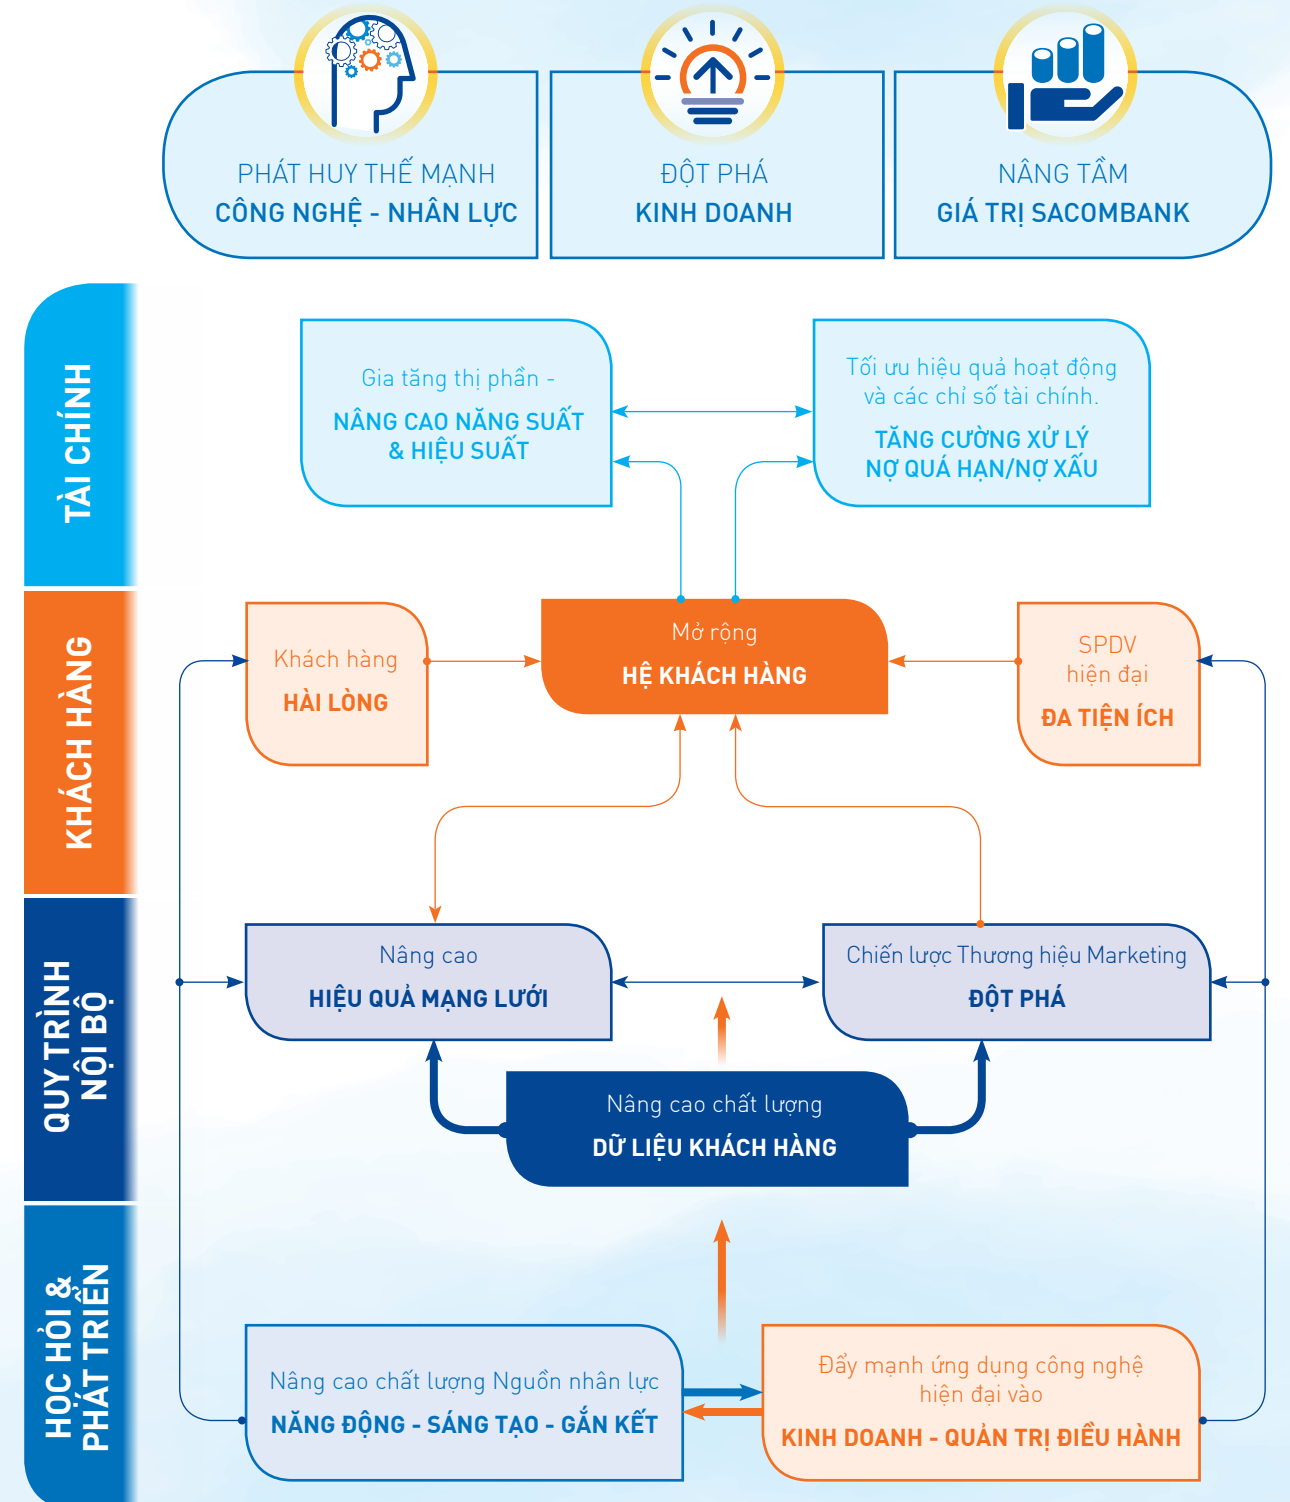 PHÁT HUY THẾ MẠNH
CÔNG NGHỆ - NHÂN LỰC
ĐỘT PHÁ
KINH DOANH
NÂNG TẦM
GIÁ TRỊ SACOMBANK
TÀI CHÍNH
Gia tăng thị phần -
NÂNG CAO NĂNG SUẤT
& HIỆU SUẤT
Tối ưu hiệu quả hoạt động
và các chỉ số tài chính.
TĂNG CƯỜNG XỬ LÝ
NỢ QUÁ HẠN/NỢ XẤU
KHÁCH HÀNG
Khách hàng
HÀI LÒNG
Mở rộng
HỆ KHÁCH HÀNG
SPDV
hiện đại
ĐA TIỆN ÍCH
QUY TRÌNH
NỘI BỘ
Nâng cao
HIỆU QUẢ MẠNG LƯỚI
Chiến lược Thương hiệu Marketing
ĐỘT PHÁ
Nâng cao chất lượng
DỮ LIỆU KHÁCH HÀNG
HỌC HỎI &
PHÁT TRIỂN
Nâng cao chất lượng Nguồn nhân lực
NĂNG ĐỘNG - SÁNG TẠO - GẮN KẾT
Đẩy mạnh ứng dụng công nghệ
hiện đại vào
KINH DOANH - QUẢN TRỊ ĐIỀU HÀNH